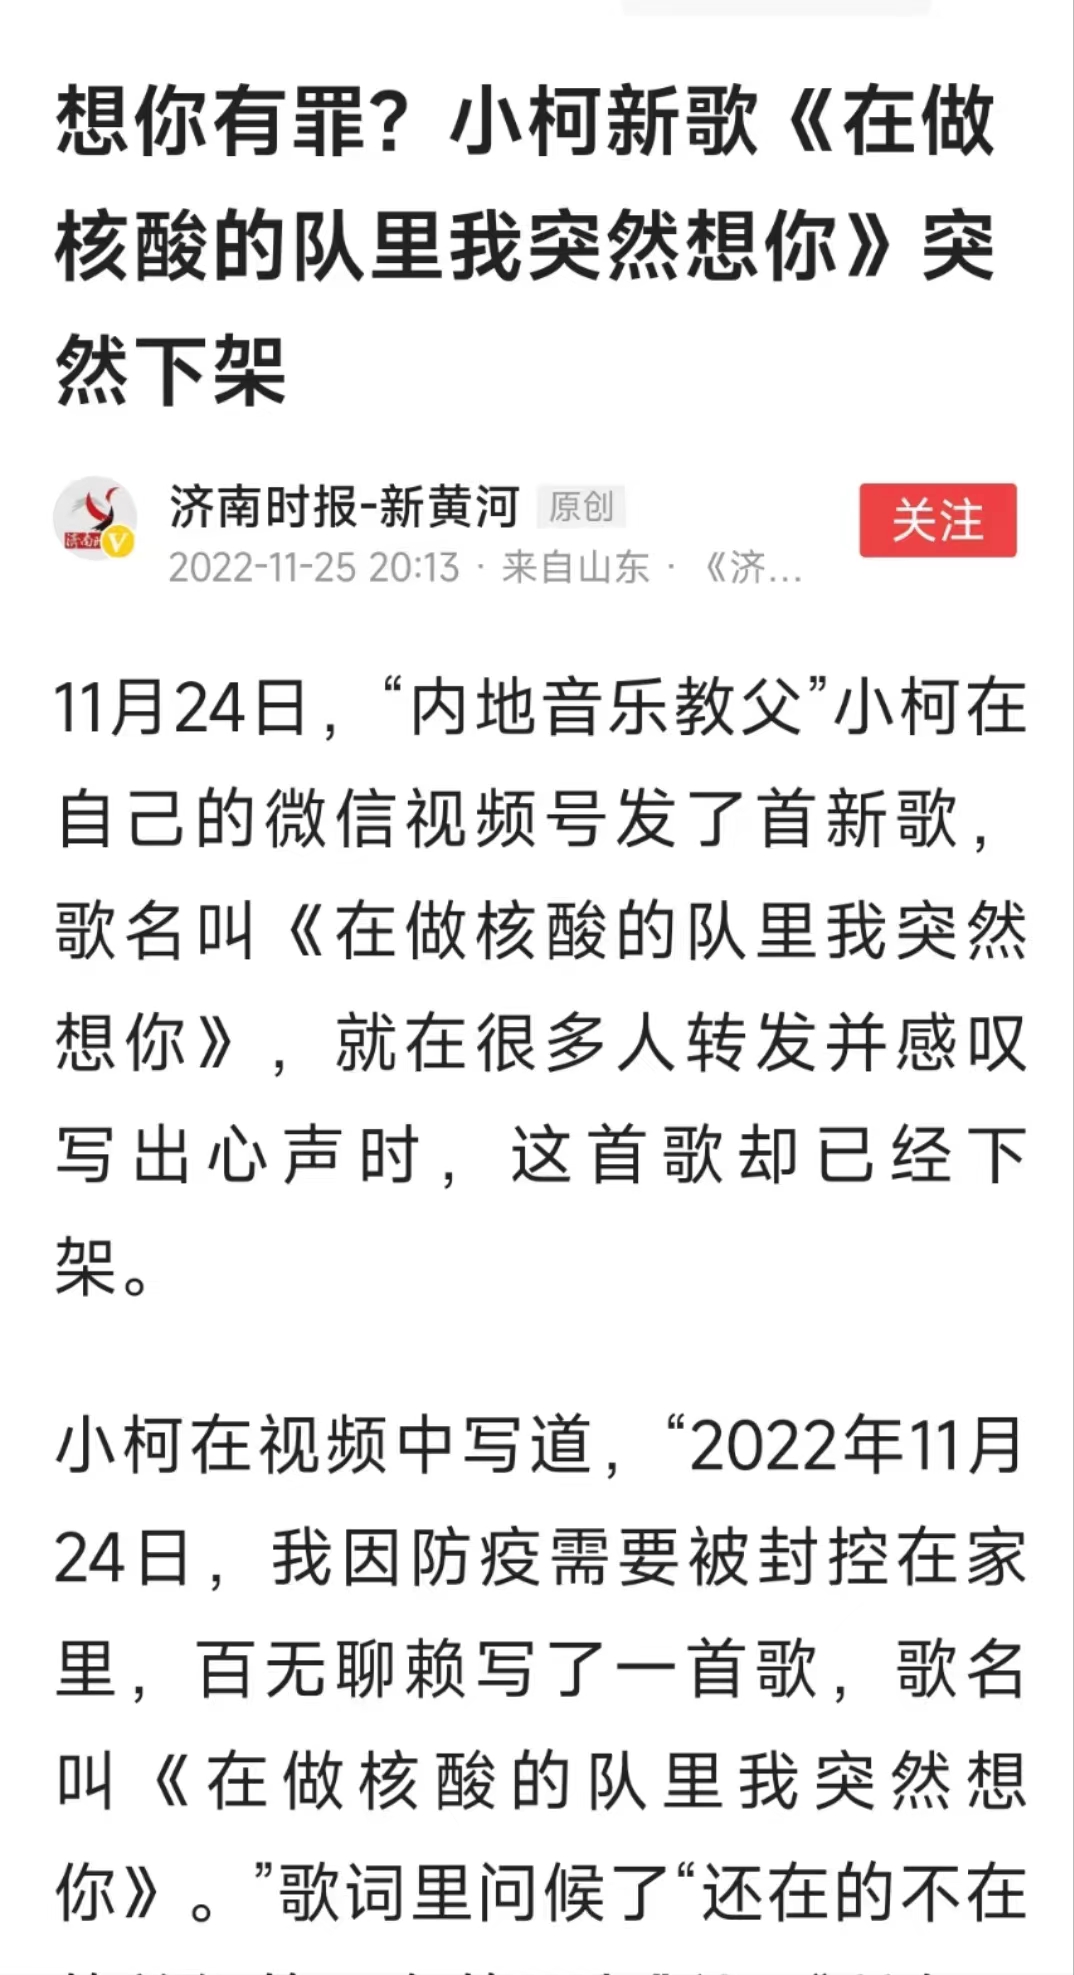 想你有罪？小柯新歌《在做
核酸的队里我突然想你》突
然下架
济南时报-新黄河 原创
关注
2022-11-25 20:13 · 来自山东 · 《济...
11月24日，“内地音乐教父”小柯在
自己的微信视频号发了首新歌，
歌名叫《在做核酸的队里我突然
想你》，就在很多人转发并感叹
写出心声时，这首歌却已经下
架。
小柯在视频中写道，“2022年11月
24日，我因防疫需要被封控在家
里，百无聊赖写了一首歌，歌名
叫《在做核酸的队里我突然想
你》。”歌词里问候了“还在的不在